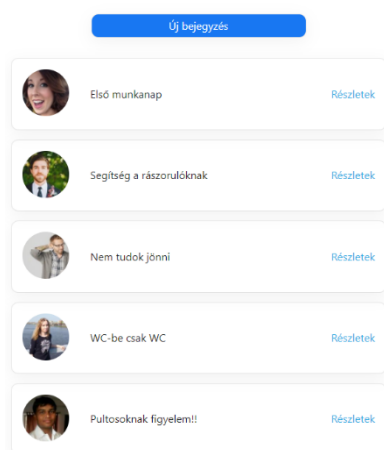 Új bejegyzés
Első munkanap Részletek
Segítség a rászorulóknak Részletek
Nem tudok jönni Részletek
WC-be csak WC Részletek
Pultosoknak figyelem!! Részletek